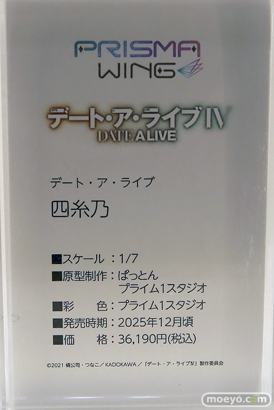 PRISMA
WING
デート・ア・ライブIV
DATE A LIVE
デート・ア・ライブ
四糸乃
■スケール：1/7
■原型制作：ぱっとん
プライム1スタジオ
■彩　　色：プライム1スタジオ
■発売時期：2025年12月頃
■価　　格：36,190円(税込)
©2021 橘公司・つなこ／KADOKAWA／「デート・ア・ライブⅣ」製作委員会
moeyo.com